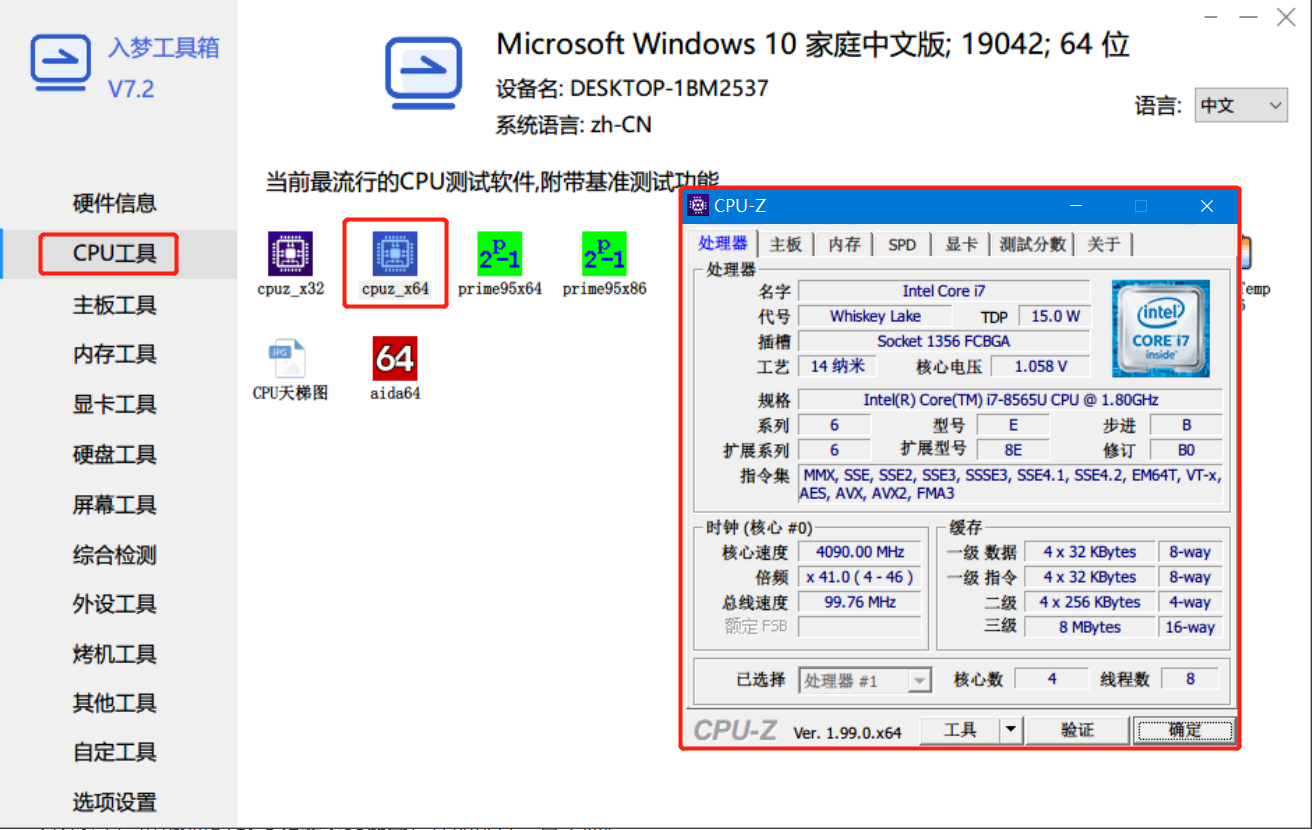 入梦工具箱
V7.2
Microsoft Windows 10 家庭中文版; 19042; 64 位
设备名: DESKTOP-1BM2537
系统语言: zh-CN
语言: 中文
硬件信息
CPU工具
主板工具
内存工具
显卡工具
硬盘工具
屏幕工具
综合检测
外设工具
烤机工具
其他工具
自定工具
选项设置
当前最流行的CPU测试软件,附带基准测试功能
cpuz_x32
cpuz_x64
prime95x64
prime95x86
Temp
JPG
CPU天梯图
64
aida64
CPU-Z
处理器 主板 内存 SPD 显卡 测试分数 关于
处理器
名字 Intel Core i7
代号 Whiskey Lake TDP 15.0 W
插槽 Socket 1356 FCBGA
工艺 14 纳米 核心电压 1.058 V
intel
CORE i7
inside
规格 Intel(R) Core(TM) i7-8565U CPU @ 1.80GHz
系列 6 型号 E 步进 B
扩展系列 6 扩展型号 8E 修订 B0
指令集 MMX, SSE, SSE2, SSE3, SSSE3, SSE4.1, SSE4.2, EM64T, VT-x,
AES, AVX, AVX2, FMA3
时钟 (核心 #0)
核心速度 4090.00 MHz
倍频 x 41.0 ( 4 - 46 )
总线速度 99.76 MHz
额定 FSB
缓存
一级 数据 4 x 32 KBytes 8-way
一级 指令 4 x 32 KBytes 8-way
二级 4 x 256 KBytes 4-way
三级 8 MBytes 16-way
已选择 处理器 #1 核心数 4 线程数 8
CPU-Z Ver. 1.99.0.x64 工具 验证 确定